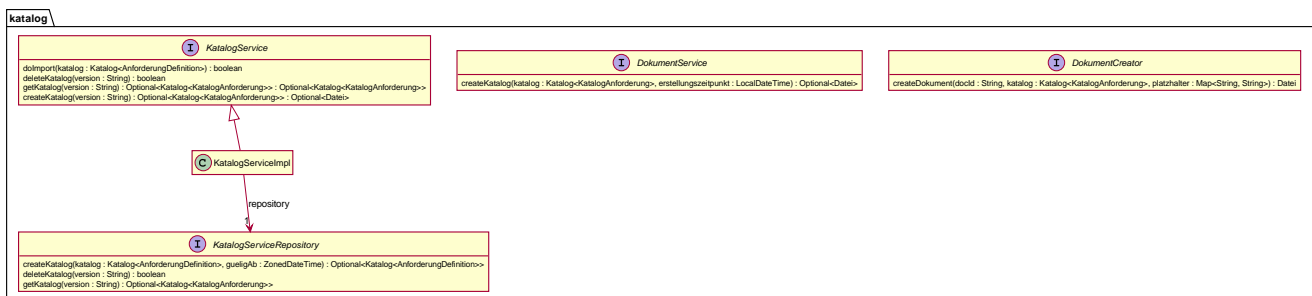 katalog
I KatalogService
doImport(katalog : Katalog<AnforderungDefinition>) : boolean
deleteKatalog(version : String) : boolean
getKatalog(version : String) : Optional<Katalog<KatalogAnforderung>> : Optional<Katalog<KatalogAnforderung>>
createKatalog(version : String) : Optional<Katalog<KatalogAnforderung>> : Optional<Datei>
I DokumentService
createKatalog(katalog : Katalog<KatalogAnforderung>, erstellungszeitpunkt : LocalDateTime) : Optional<Datei>
I DokumentCreator
createDokument(docId : String, katalog : Katalog<KatalogAnforderung>, platzhalter : Map<String, String>) : Datei
C KatalogServiceImpl
repository
1
I KatalogServiceRepository
createKatalog(katalog : Katalog<AnforderungDefinition>, gueligAb : ZonedDateTime) : Optional<Katalog<AnforderungDefinition>>
deleteKatalog(version : String) : boolean
getKatalog(version : String) : Optional<Katalog<KatalogAnforderung>>